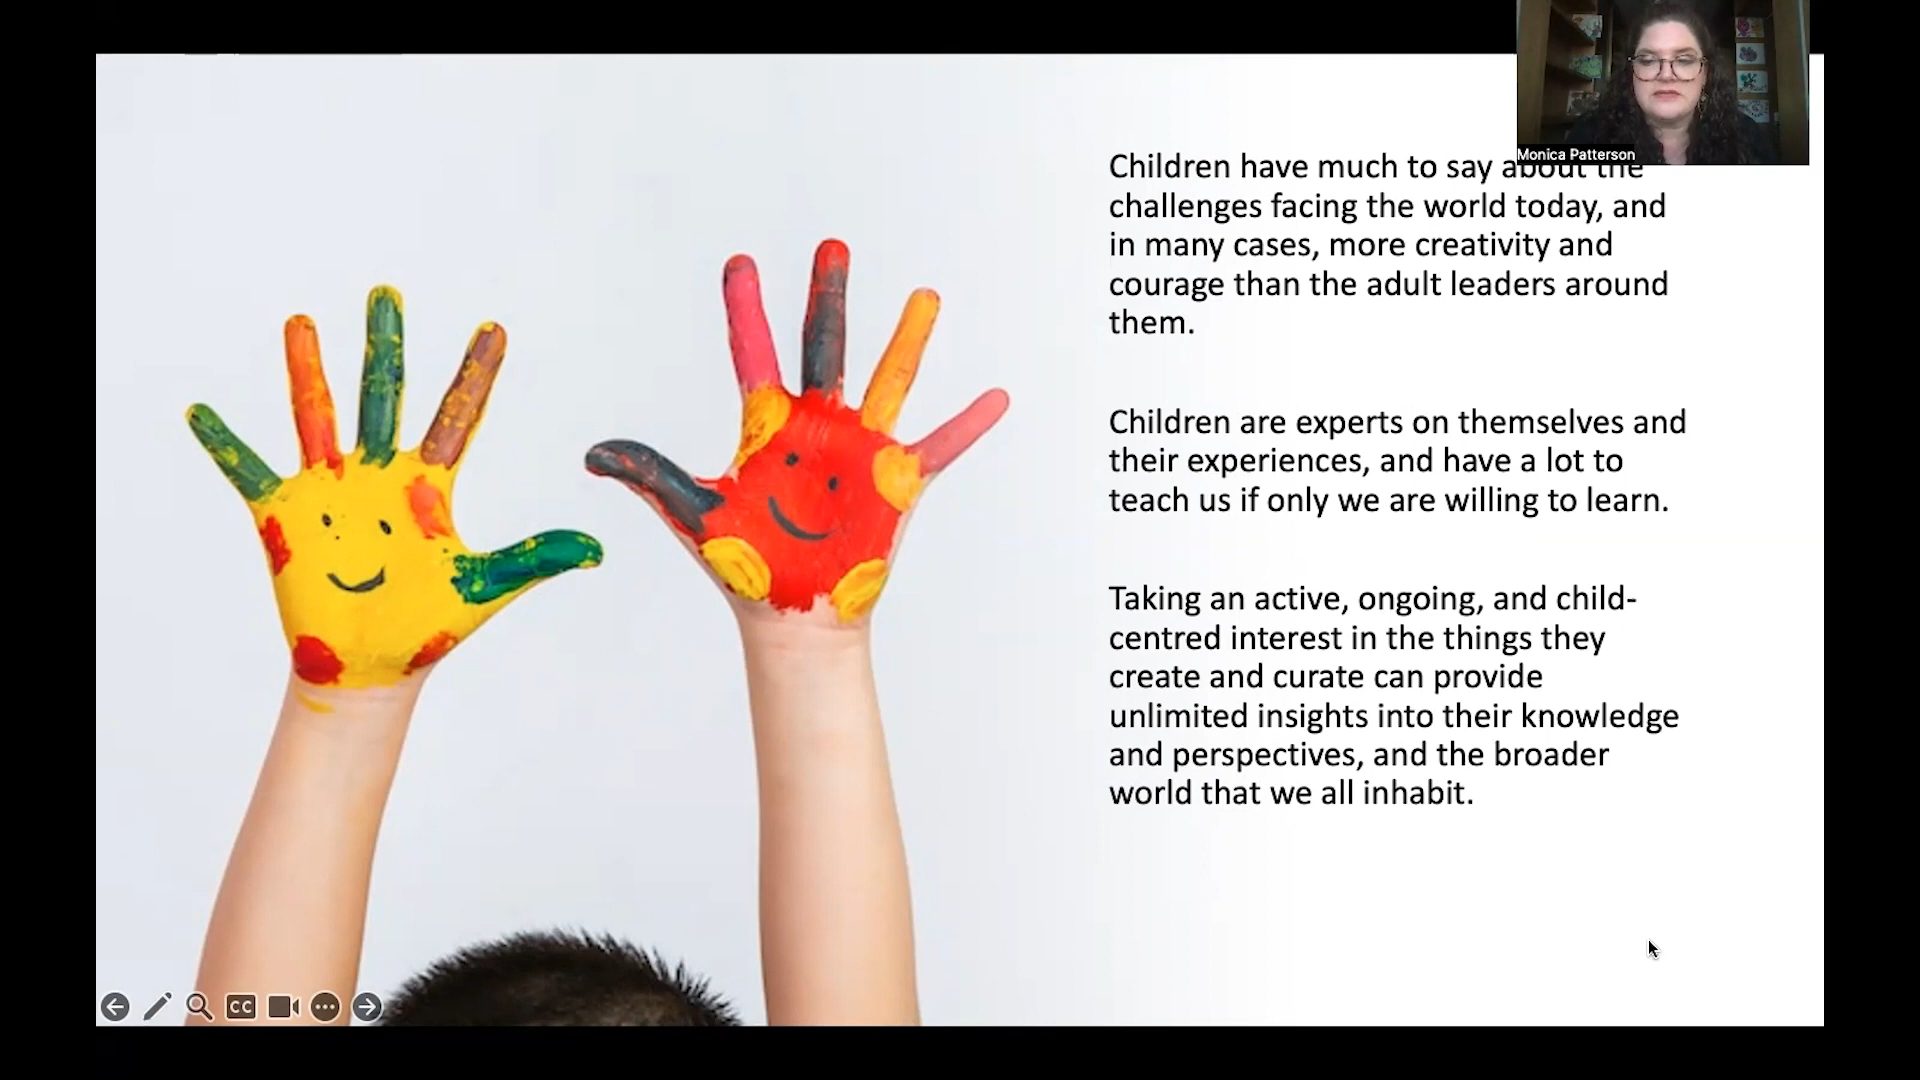 Monica Patterson
Children have much to say about the
challenges facing the world today, and
in many cases, more creativity and
courage than the adult leaders around
them.
Children are experts on themselves and
their experiences, and have a lot to
teach us if only we are willing to learn.
Taking an active, ongoing, and child-
centred interest in the things they
create and curate can provide
unlimited insights into their knowledge
and perspectives, and the broader
world that we all inhabit.
CC